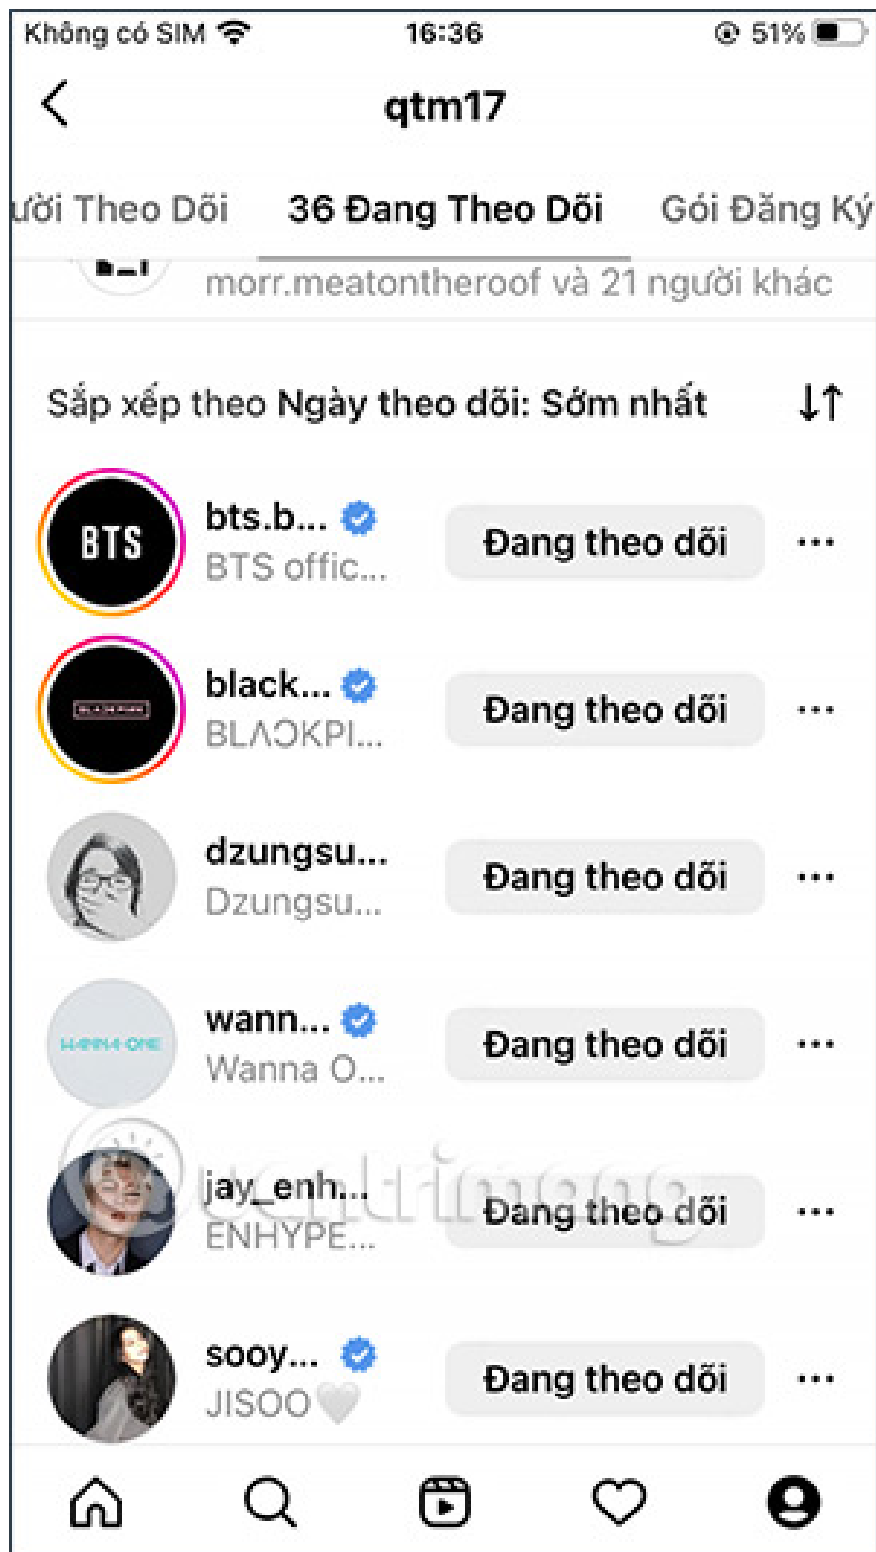 Không có SIM 16:36 51%
qtm17
ười Theo Dõi 36 Đang Theo Dõi Gói Đăng Ký
morr.meatontheroof và 21 người khác
Sắp xếp theo Ngày theo dõi: Sớm nhất
BTS
bts.b...
BTS offic...
Đang theo dõi
BLACKPINK
black...
BLɅƆKPI...
Đang theo dõi
dzungsu...
Dzungsu...
Đang theo dõi
WANNA·ONE
wann...
Wanna O...
Đang theo dõi
jay_enh...
ENHYPE...
Đang theo dõi
Quantrimang
sooy...
JISOO🤍
Đang theo dõi